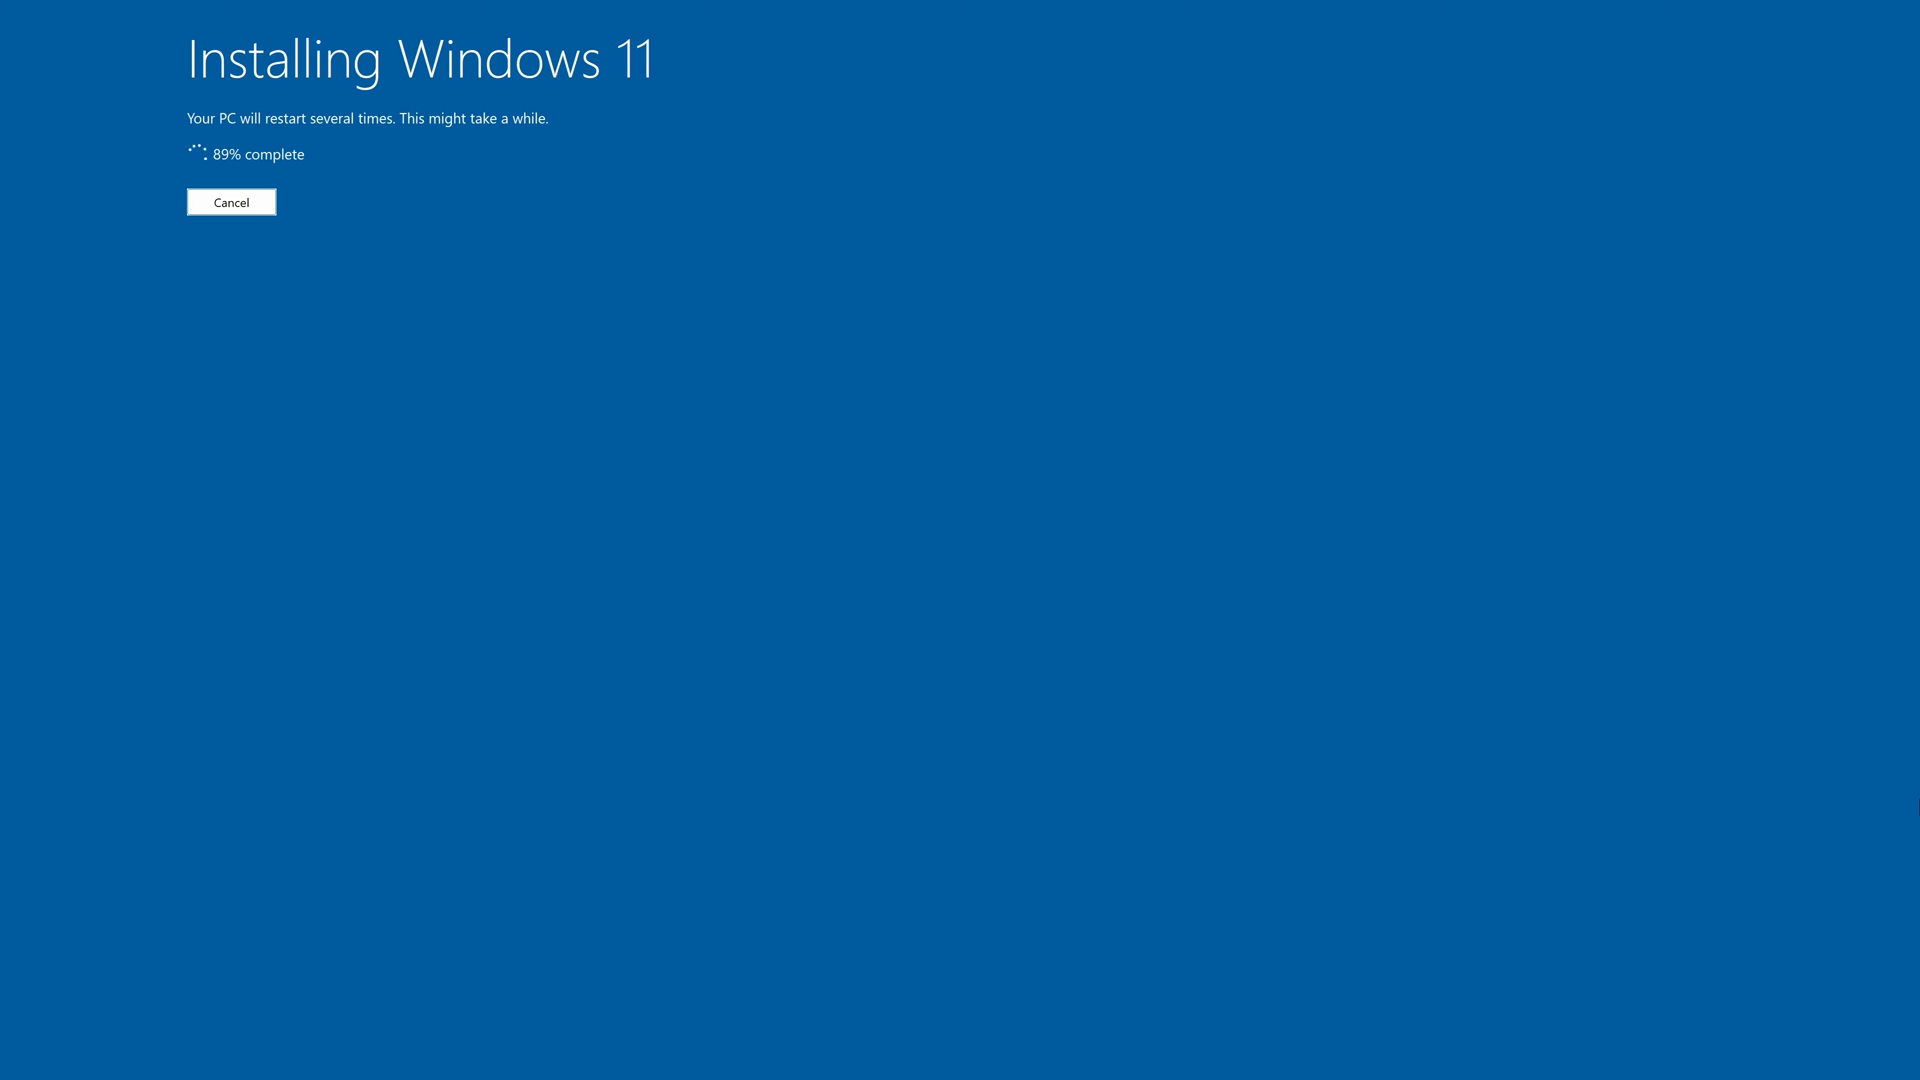 Installing Windows 11
Your PC will restart several times. This might take a while.
89% complete
Cancel